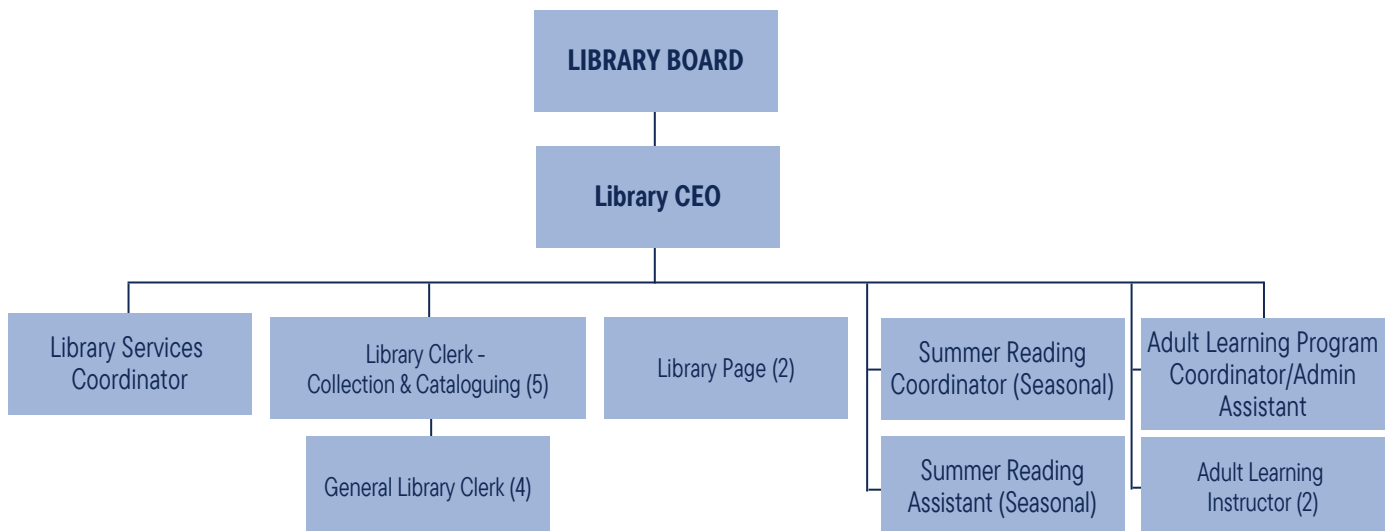 LIBRARY BOARD
Library CEO
Library Services
Coordinator
Library Clerk -
Collection & Cataloguing (5)
General Library Clerk (4)
Library Page (2)
Summer Reading
Coordinator (Seasonal)
Summer Reading
Assistant (Seasonal)
Adult Learning Program
Coordinator/Admin
Assistant
Adult Learning
Instructor (2)